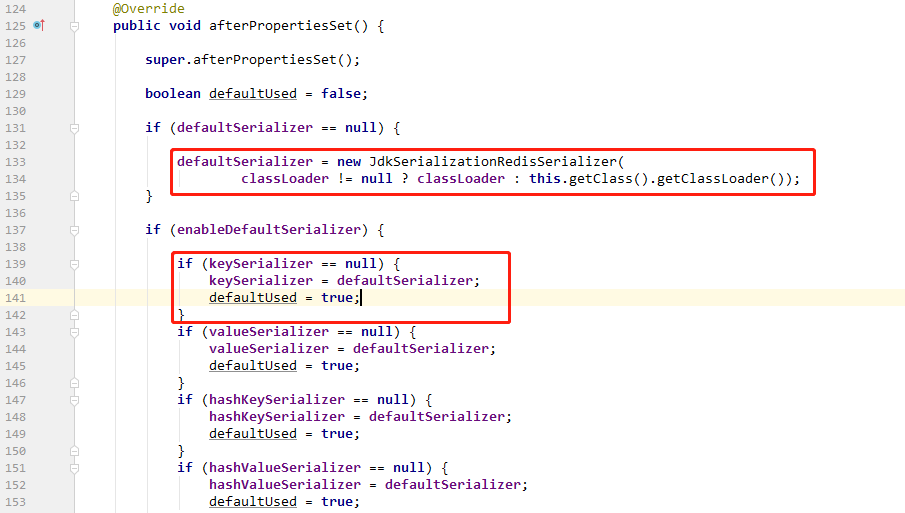 124 @Override
125 public void afterPropertiesSet() {
126
127 super.afterPropertiesSet();
128
129 boolean defaultUsed = false;
130
131 if (defaultSerializer == null) {
132
133 defaultSerializer = new JdkSerializationRedisSerializer(
134 classLoader != null ? classLoader : this.getClass().getClassLoader());
135 }
136
137 if (enableDefaultSerializer) {
138
139 if (keySerializer == null) {
140 keySerializer = defaultSerializer;
141 defaultUsed = true;
142 }
143 if (valueSerializer == null) {
144 valueSerializer = defaultSerializer;
145 defaultUsed = true;
146 }
147 if (hashKeySerializer == null) {
148 hashKeySerializer = defaultSerializer;
149 defaultUsed = true;
150 }
151 if (hashValueSerializer == null) {
152 hashValueSerializer = defaultSerializer;
153 defaultUsed = true;